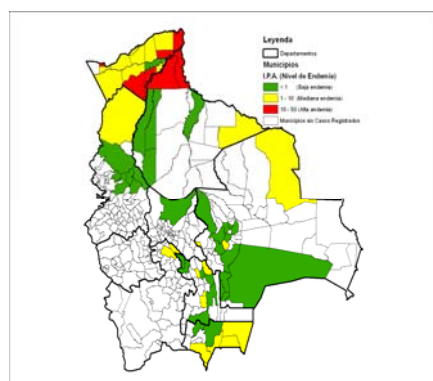 Leyenda
Departamentos
Municipios
I.P.A. (Nivel de Endemia)
< 1 (Baja endemia)
1 - 10 (Mediana endemia)
10 - 50 (Alta endemia)
Municipios sin Casos Registrados